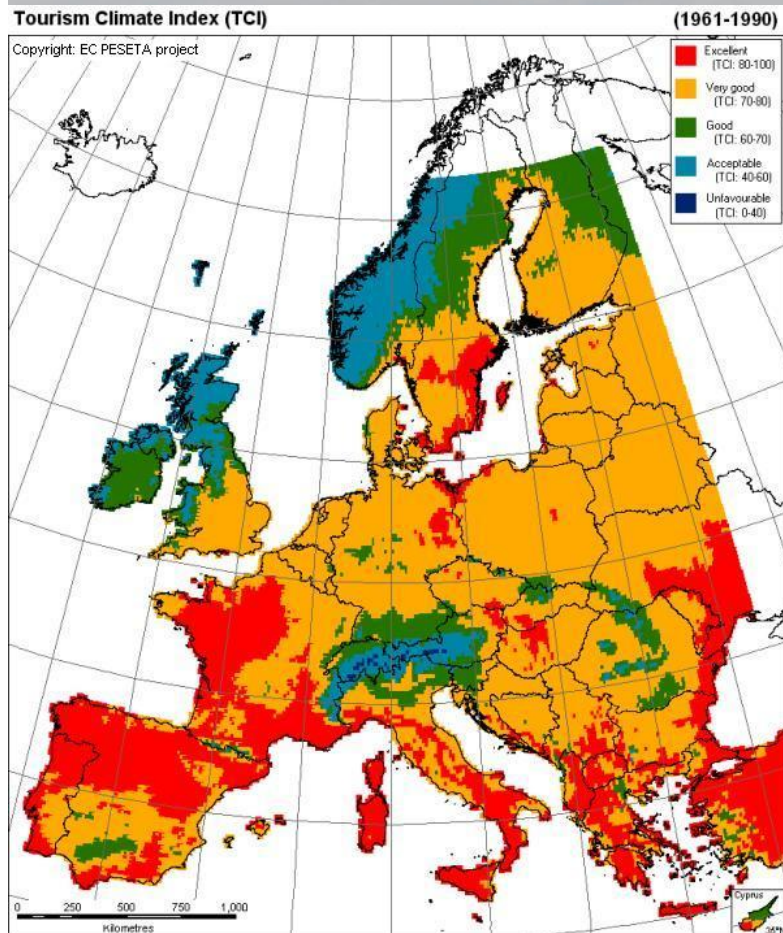 Tourism Climate Index (TCI) (1961-1990)
Copyright: EC PESETA project
Excellent
(TCI: 80-100)
Very good
(TCI: 70-80)
Good
(TCI: 60-70)
Acceptable
(TCI: 40-60)
Unfavourable
(TCI: 0-40)
0 250 500 750 1,000
Kilometres
Cyprus